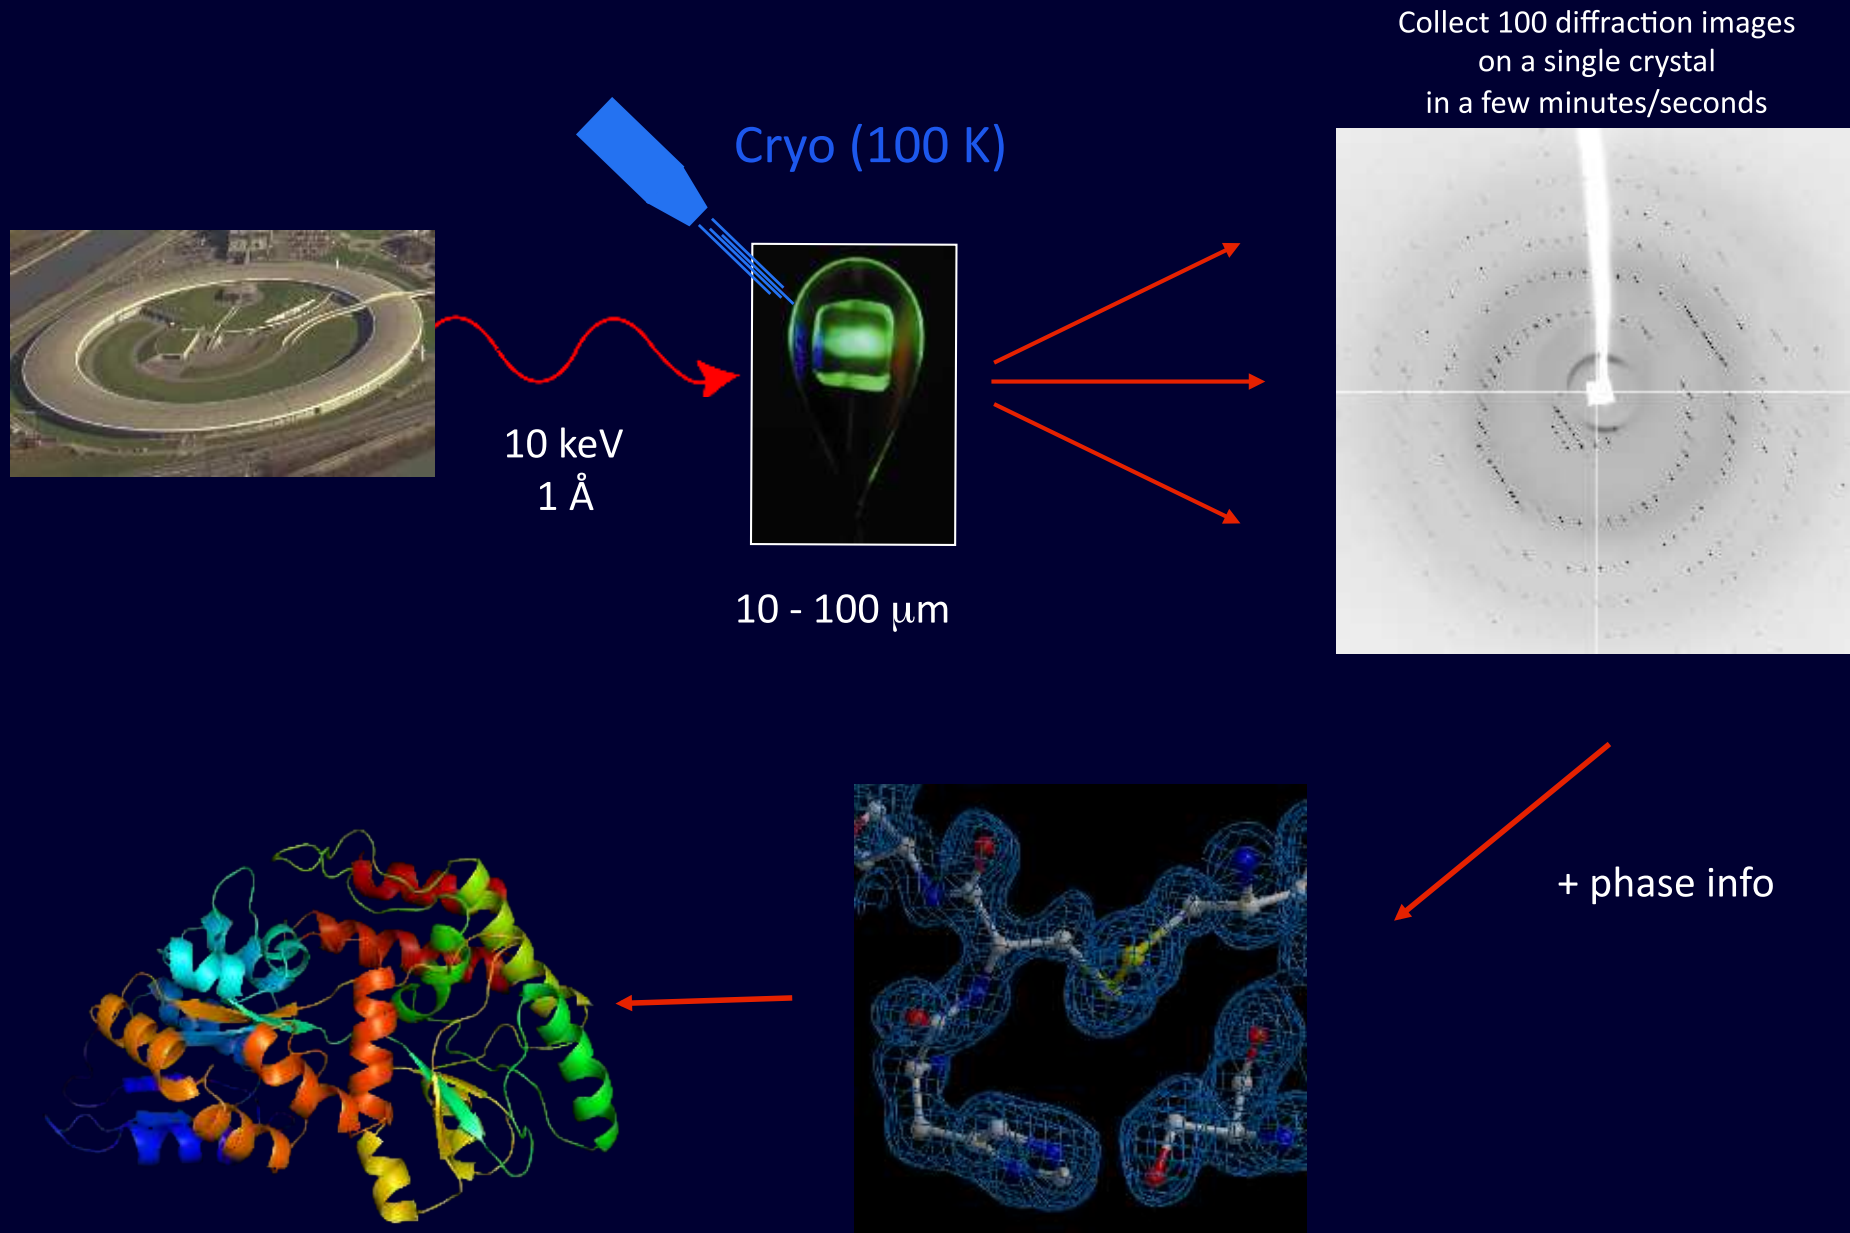 Collect 100 diffraction images
on a single crystal
in a few minutes/seconds
Cryo (100 K)
10 keV
1 Å
10 - 100 μm
+ phase info